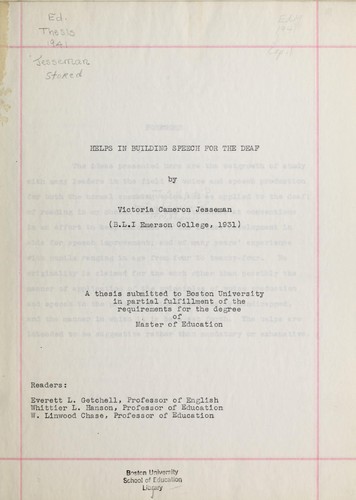 Ed.
Thesis
1941
Jesseman
Stored
HELPS IN BUILDING SPEECH FOR THE DEAF
by
Victoria Cameron Jesseman
(B.L.I Emerson College, 1931)
A thesis submitted to Boston University
in partial fulfillment of the
requirements for the degree
of
Master of Education
Readers:
Everett L. Getchell, Professor of English
Whittier L. Hanson, Professor of Education
W. Linwood Chase, Professor of Education
Boston University
School of Education
Library